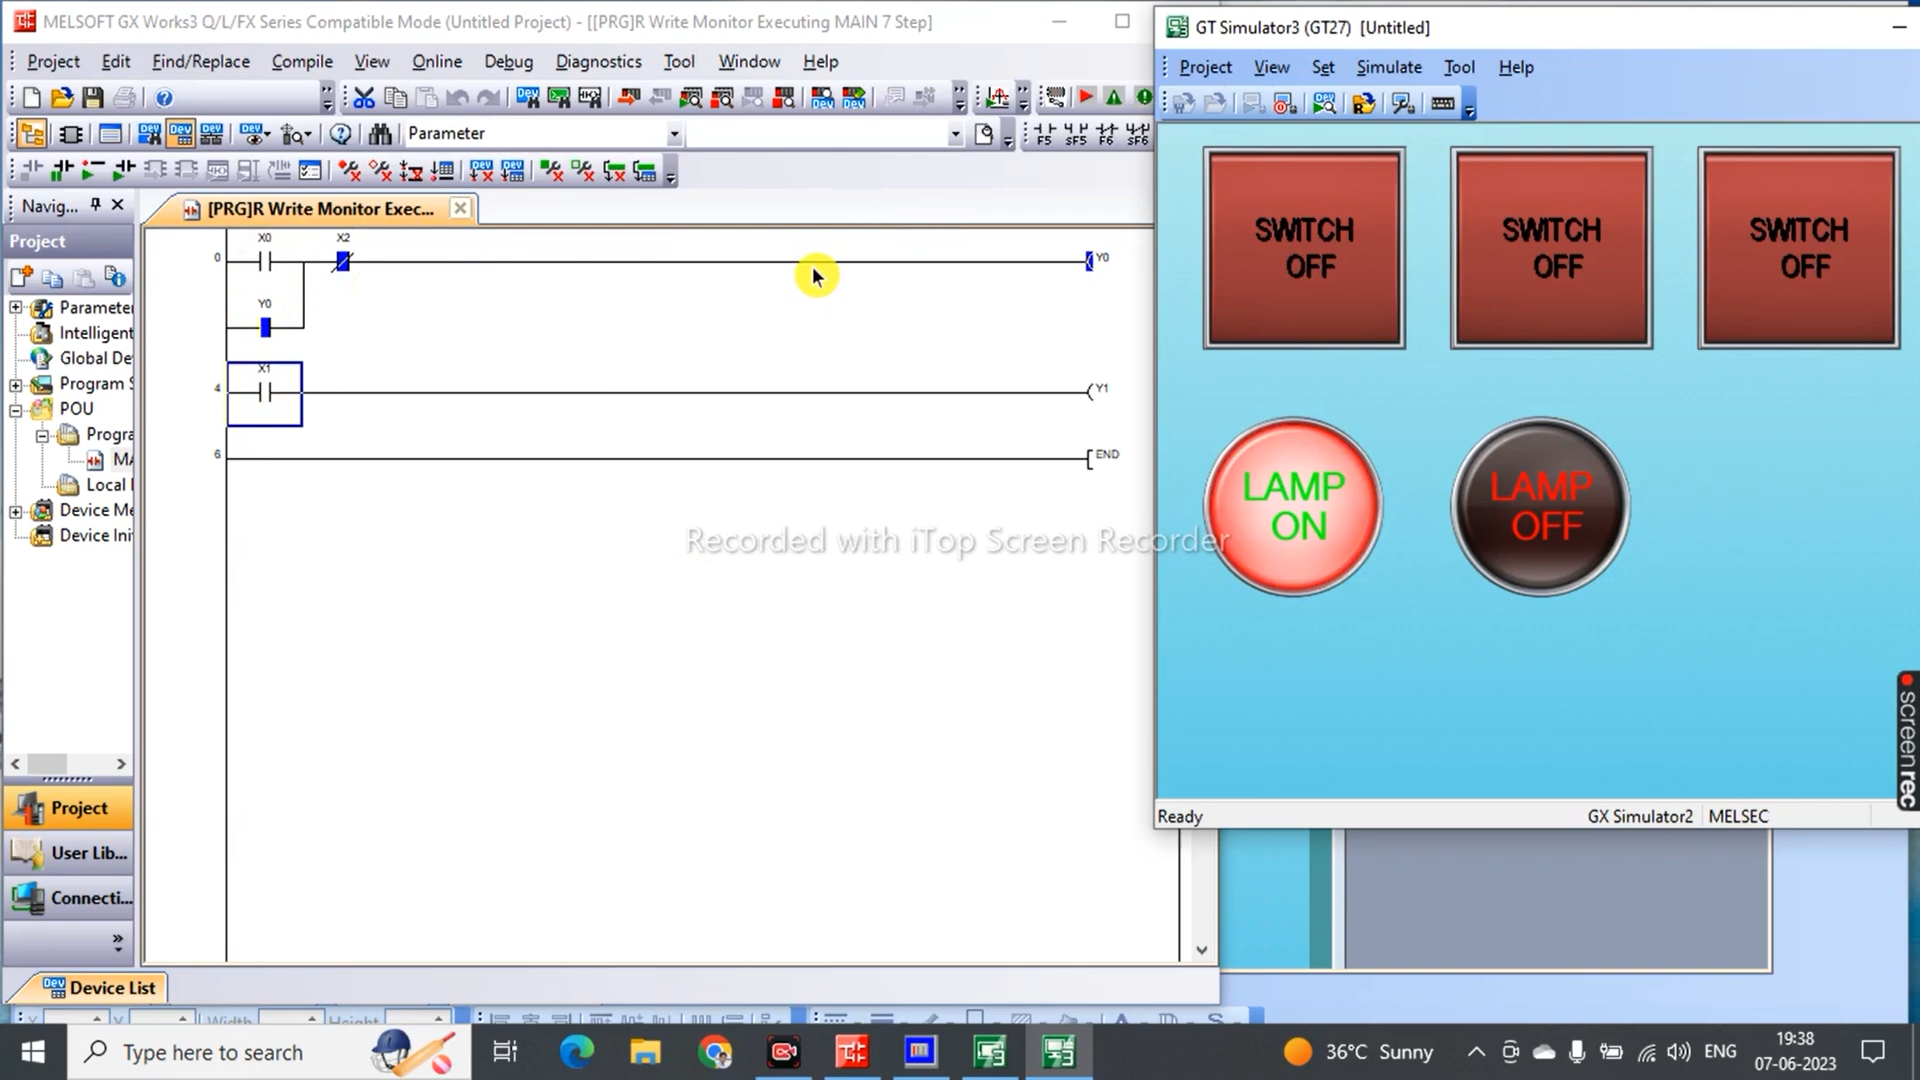 MELSOFT GX Works3 Q/L/FX Series Compatible Mode (Untitled Project) - [[PRG]R Write Monitor Executing MAIN 7 Step]
Project Edit Find/Replace Compile View Online Debug Diagnostics Tool Window Help
Parameter
F5 sF5 F6 sF6
Navig...
[PRG]R Write Monitor Exec...
Project
Parameter
Intelligent
Global De
Program S
POU
Progra
MA
Local
Device Me
Device Ini
Project
User Lib...
Connecti...
Device List
X0 X2
0 Y0
Y0
X1
4 Y1
6 END
Recorded with iTop Screen Recorder
GT Simulator3 (GT27) [Untitled]
Project View Set Simulate Tool Help
SWITCH OFF
SWITCH OFF
SWITCH OFF
LAMP ON
LAMP OFF
Ready GX Simulator2 MELSEC
screenrec
Type here to search
36°C Sunny
ENG
19:38
07-06-2023